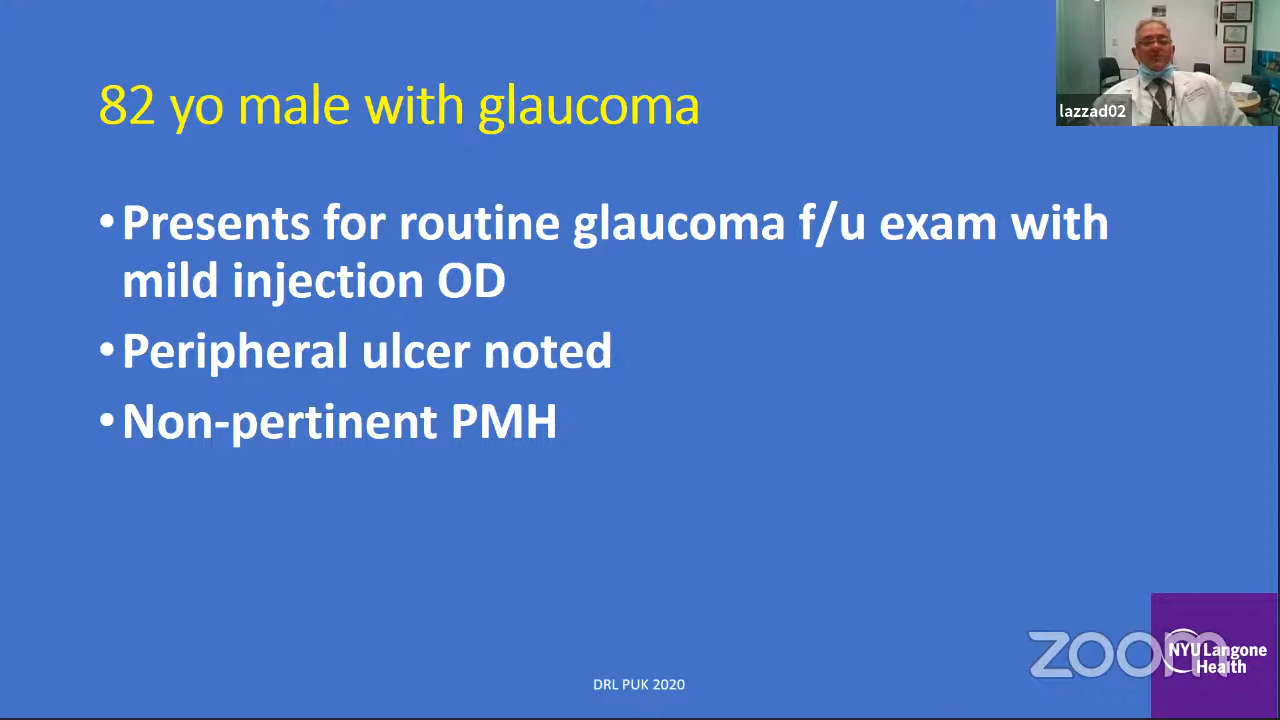 82 yo male with glaucoma
lazzad02
•Presents for routine glaucoma f/u exam with
mild injection OD
•Peripheral ulcer noted
•Non-pertinent PMH
zoom
NYU Langone
Health
DRL PUK 2020